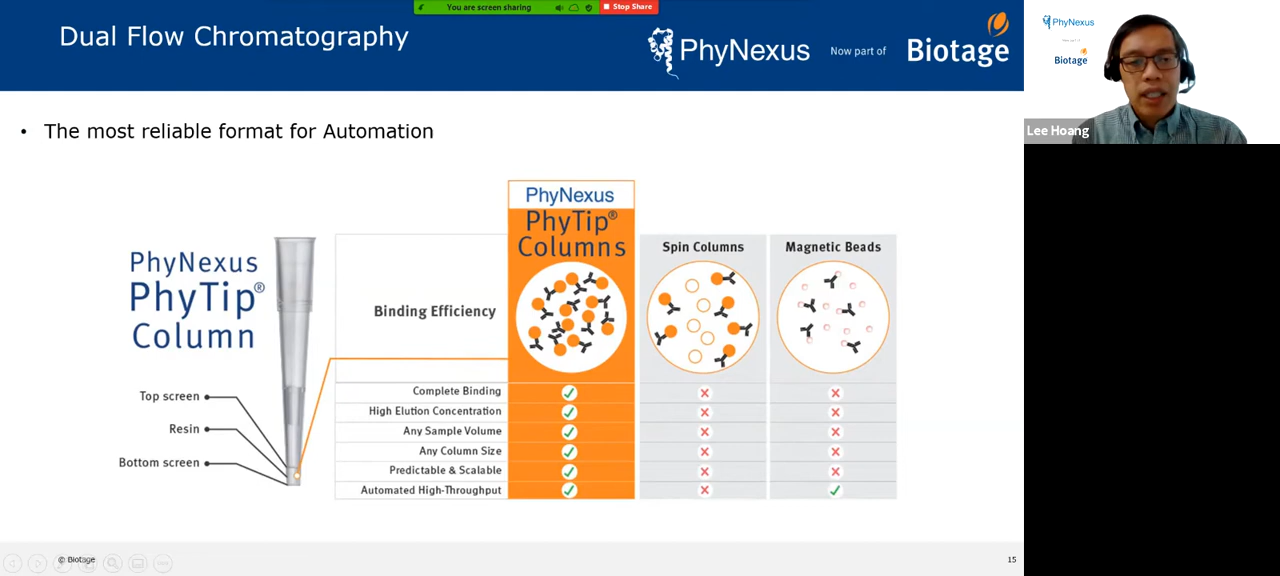 You are screen sharing
Stop Share
Dual Flow Chromatography
PhyNexus
Now part of
Biotage
PhyNexus
Biotage
Lee Hoang
• The most reliable format for Automation
PhyNexus
PhyTip®
Columns
Spin Columns
Magnetic Beads
PhyNexus
PhyTip®
Column
Binding Efficiency
Top screen
Resin
Bottom screen
Complete Binding
High Elution Concentration
Any Sample Volume
Any Column Size
Predictable & Scalable
Automated High-Throughput
© Biotage
15